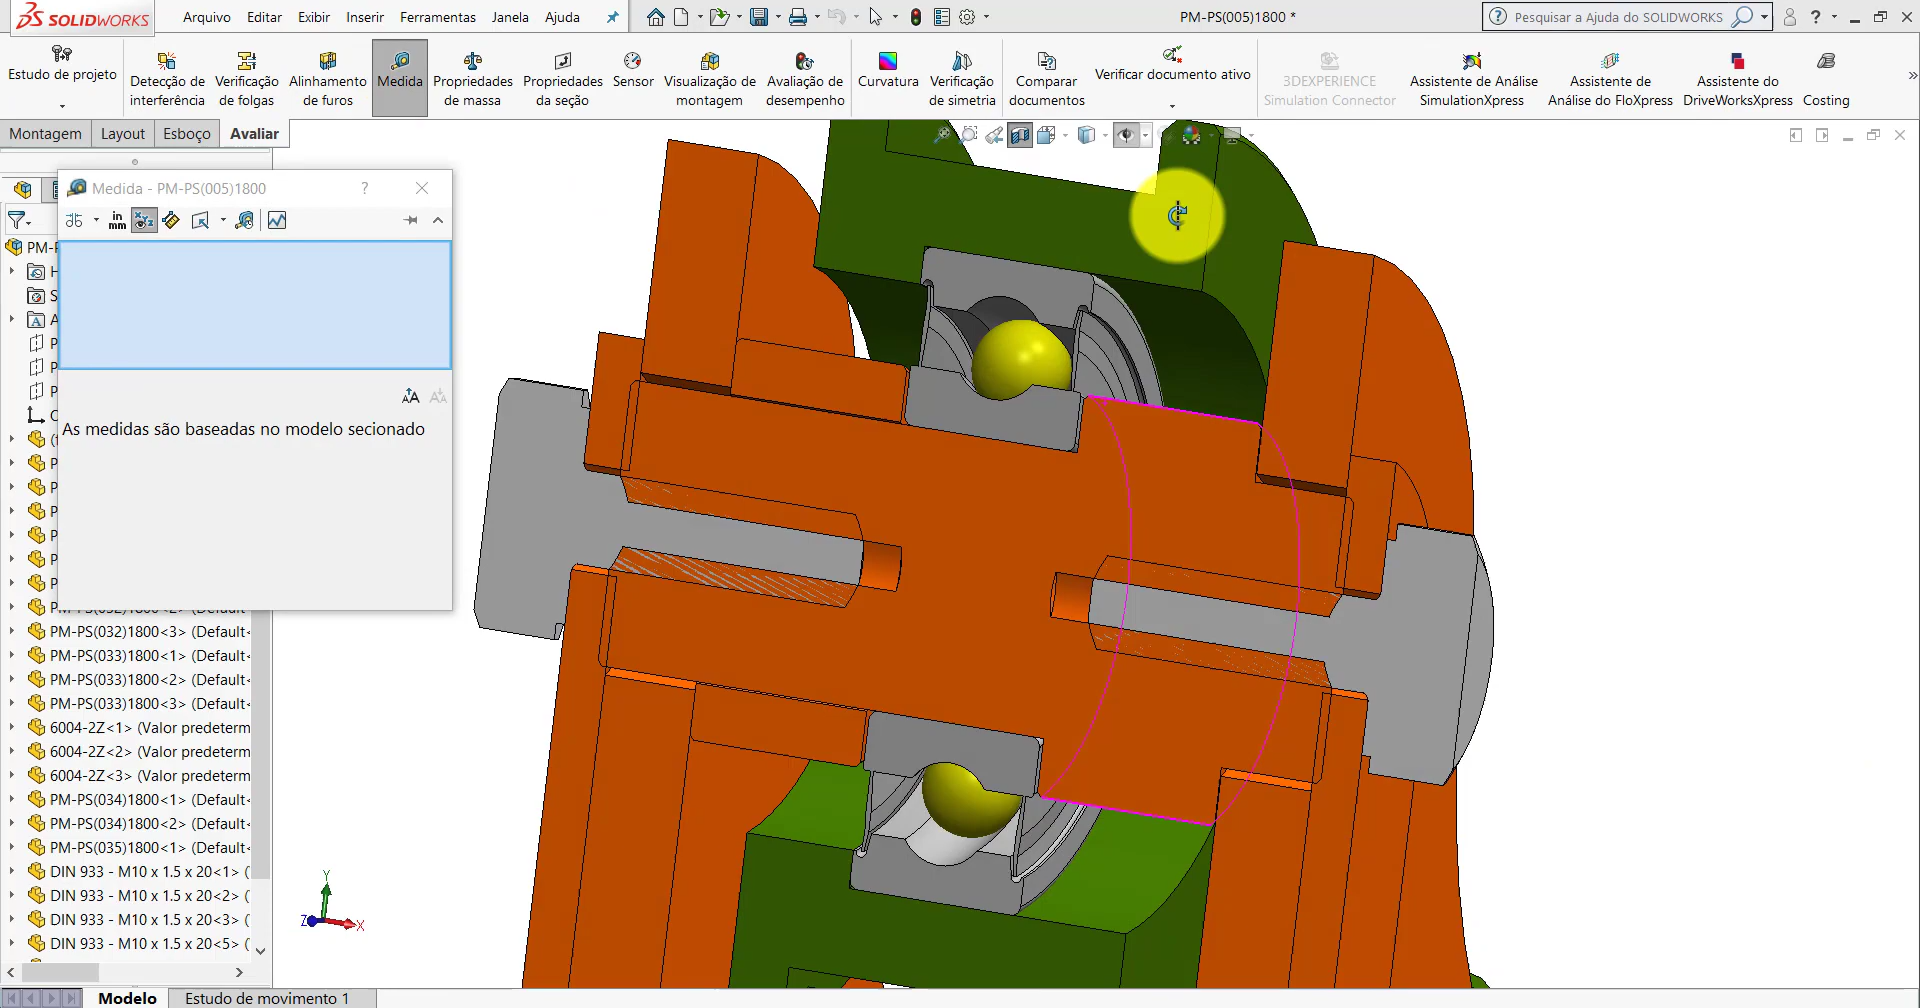 SOLIDWORKS
Arquivo
Editar
Exibir
Inserir
Ferramentas
Janela
Ajuda
PM-PS(005)1800 *
Pesquisar a Ajuda do SOLIDWORKS
Estudo de projeto
Detecção de interferência
Verificação de folgas
Alinhamento de furos
Medida
Propriedades de massa
Propriedades da seção
Sensor
Visualização de montagem
Avaliação de desempenho
Curvatura
Verificação de simetria
Comparar documentos
Verificar documento ativo
3DEXPERIENCE Simulation Connector
Assistente de Análise SimulationXpress
Assistente de Análise do FloXpress
Assistente do DriveWorksXpress
Costing
Montagem
Layout
Esboço
Avaliar
Medida - PM-PS(005)1800
in
mm
As medidas são baseadas no modelo secionado
PM-PS(032)1800<2> (Default
PM-PS(032)1800<3> (Default<
PM-PS(033)1800<1> (Default<
PM-PS(033)1800<2> (Default<
PM-PS(033)1800<3> (Default<
6004-2Z<1> (Valor predeterm
6004-2Z<2> (Valor predeterm
6004-2Z<3> (Valor predeterm
PM-PS(034)1800<1> (Default<
PM-PS(034)1800<2> (Default<
PM-PS(035)1800<1> (Default<
DIN 933 - M10 x 1.5 x 20<1> (
DIN 933 - M10 x 1.5 x 20<2> (
DIN 933 - M10 x 1.5 x 20<3> (
DIN 933 - M10 x 1.5 x 20<5> (
Y
Z
X
Modelo
Estudo de movimento 1